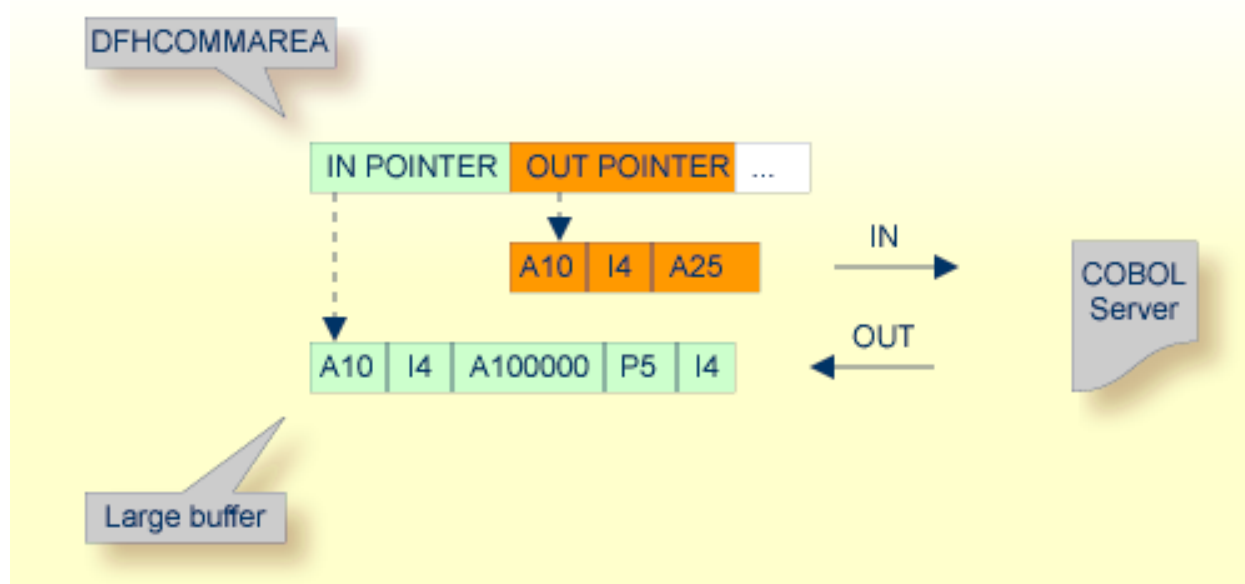 DFHCOMMAREA
IN POINTER OUT POINTER ...
A10 I4 A25
IN
COBOL
Server
OUT
A10 I4 A100000 P5 I4
Large buffer